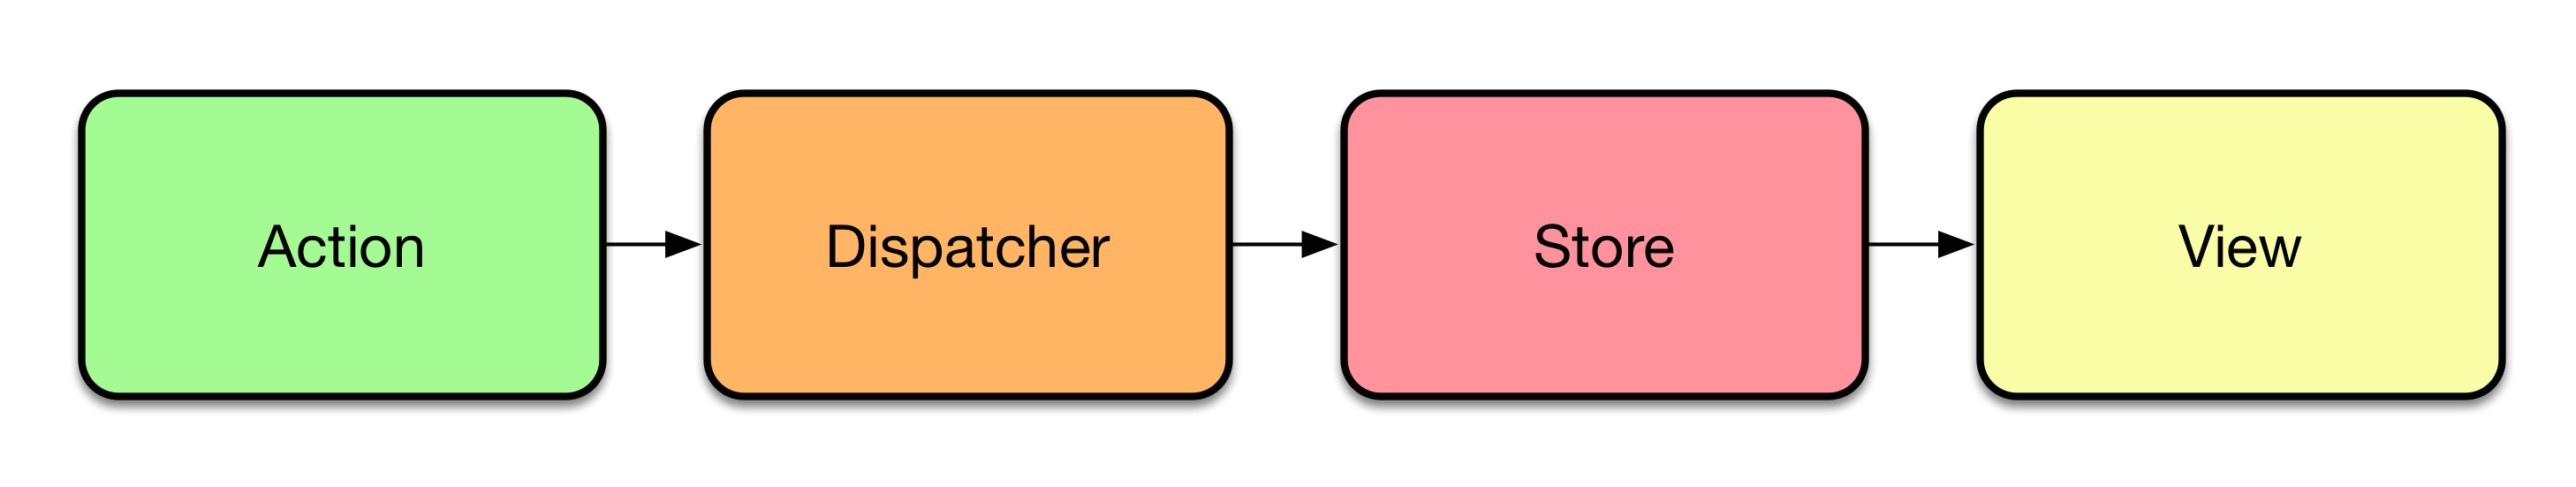 Action
Dispatcher
Store
View